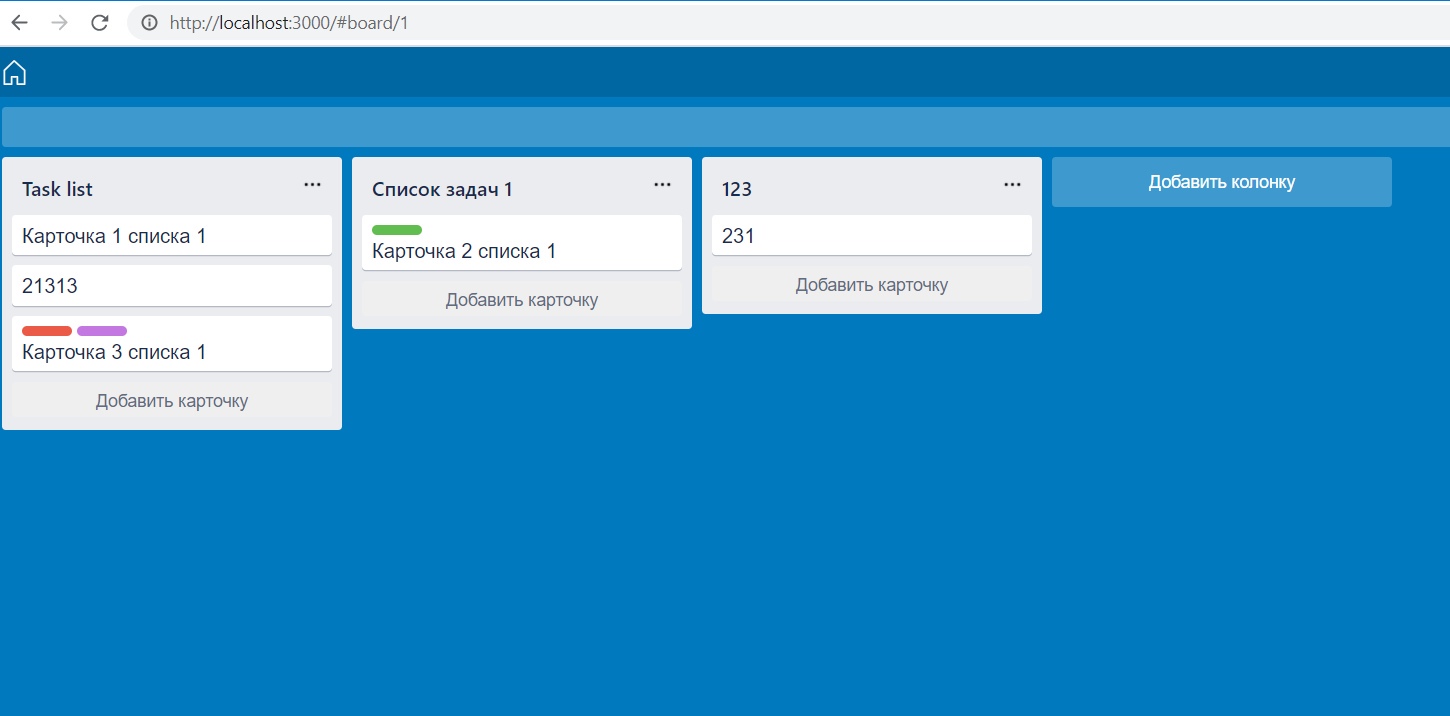 http://localhost:3000/#board/1
Task list
Карточка 1 списка 1
21313
Карточка 3 списка 1
Добавить карточку
Список задач 1
Карточка 2 списка 1
Добавить карточку
123
231
Добавить карточку
Добавить колонку